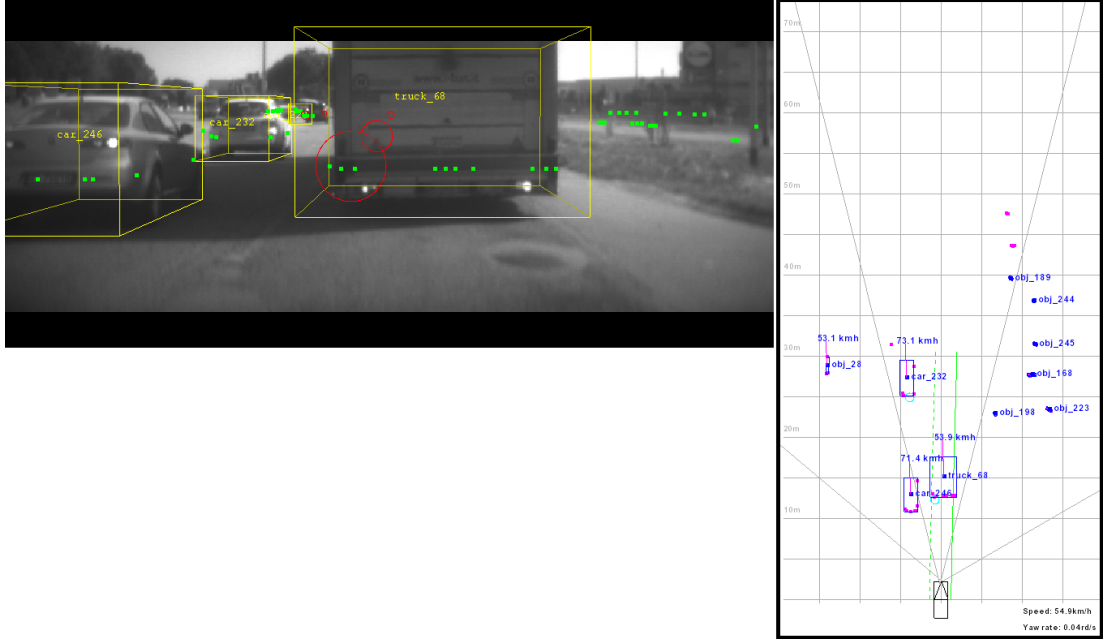 truck_68
car_232
car_246
70m
60m
50m
40m
30m
20m
10m
obj_189
obj_244
53.1 kmh
73.1 kmh
obj_245
obj_28
car_232
obj_168
obj_198
obj_223
53.9 kmh
71.4 kmh
truck_68
car_246
Speed: 54.9km/h
Yaw rate: 0.04rd/s